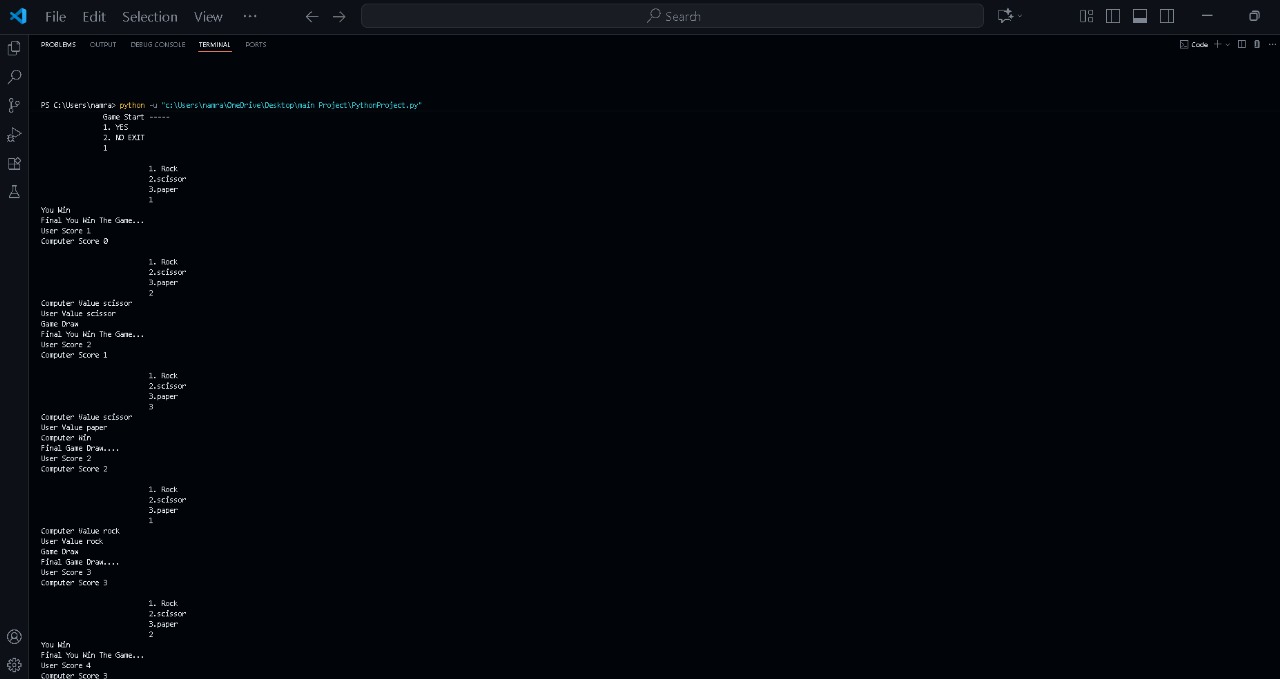 File Edit Selection View ... Search
PROBLEMS OUTPUT DEBUG CONSOLE TERMINAL PORTS Code
PS C:\Users\namra> python -u "c:\Users\namra\OneDrive\Desktop\main Project\PythonProject.py"
Game Start -----
1. YES
2. NO EXIT
1
1. Rock
2.scissor
3.paper
1
You Win
Final You Win The Game...
User Score 1
Computer Score 0
1. Rock
2.scissor
3.paper
2
Computer Value scissor
User Value scissor
Game Draw
Final You Win The Game...
User Score 2
Computer Score 1
1. Rock
2.scissor
3.paper
3
Computer Value scissor
User Value paper
Computer Win
Final Game Draw....
User Score 2
Computer Score 2
1. Rock
2.scissor
3.paper
1
Computer Value rock
User Value rock
Game Draw
Final Game Draw....
User Score 3
Computer Score 3
1. Rock
2.scissor
3.paper
2
You Win
Final You Win The Game...
User Score 4
Computer Score 3